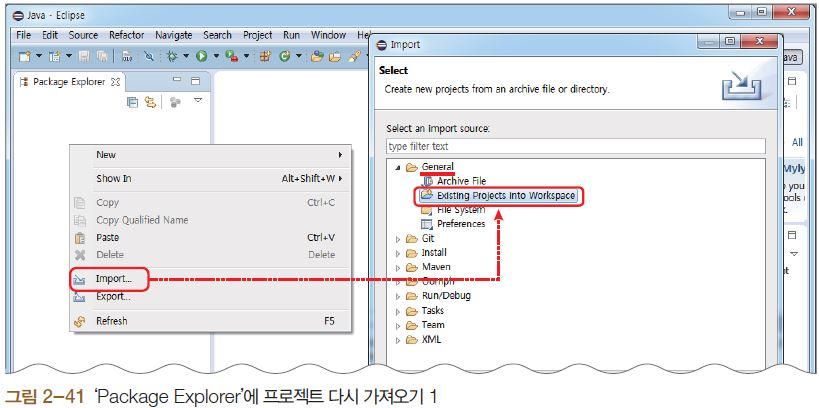 Java - Eclipse
File Edit Source Refactor Navigate Search Project Run Window
Package Explorer
New
Show In Alt+Shift+W
Copy Ctrl+C
Copy Qualified Name
Paste Ctrl+V
Delete Delete
Import...
Export...
Refresh F5
Import
Select
Create new projects from an archive file or directory.
Select an import source:
type filter text
General
Archive File
Existing Projects into Workspace
File System
Preferences
Git
Install
Maven
Oomph
Run/Debug
Tasks
Team
XML
All
Myly
그림 2-41 'Package Explorer'에 프로젝트 다시 가져오기 1